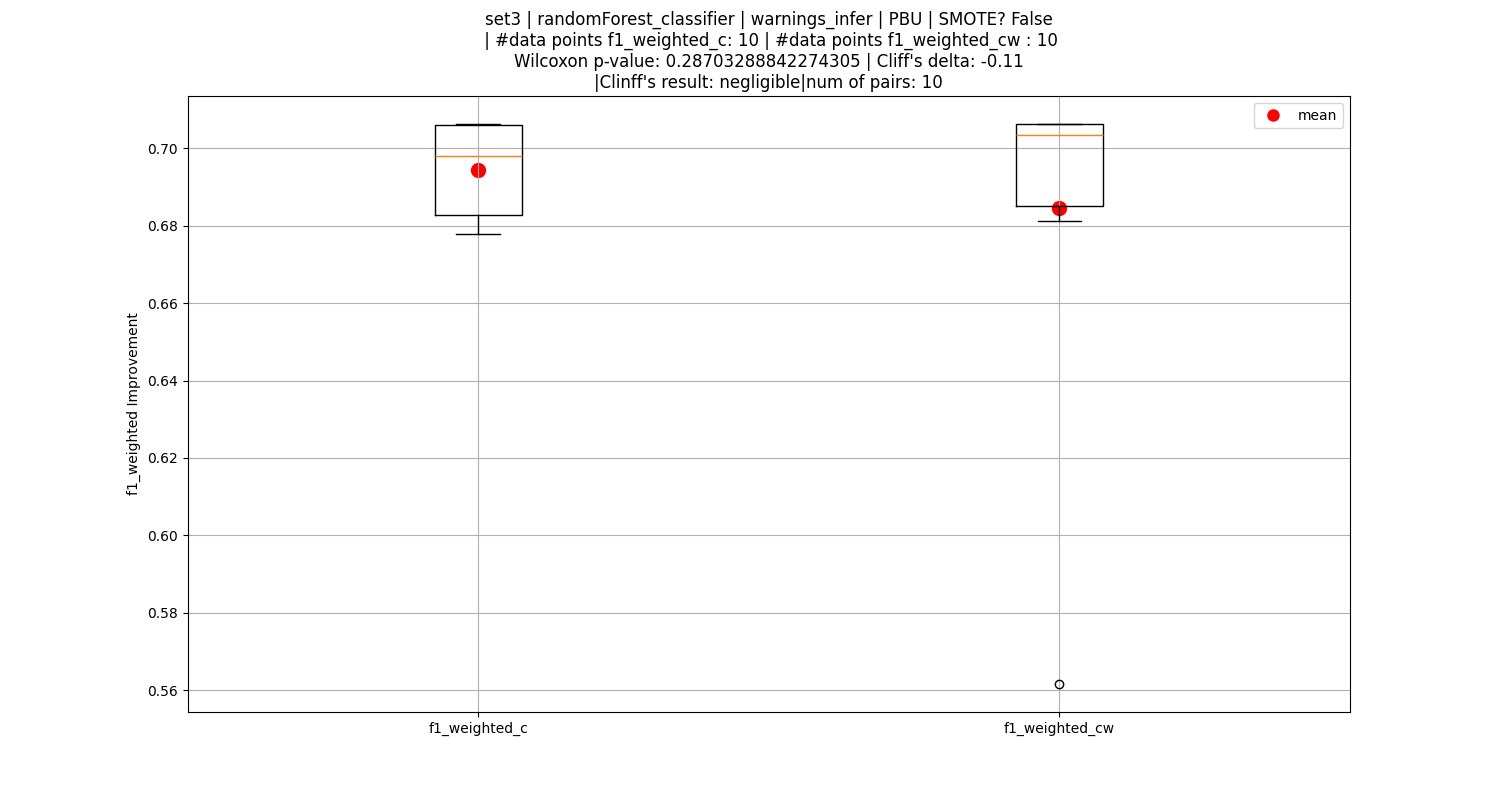 set3 | randomForest_classifier | warnings_infer | PBU | SMOTE? False
| #data points f1_weighted_c: 10 | #data points f1_weighted_cw : 10
Wilcoxon p-value: 0.28703288842274305 | Cliff's delta: -0.11
|Clinff's result: negligible|num of pairs: 10
mean
0.70
0.68
0.66
0.64
0.62
0.60
0.58
0.56
f1_weighted Improvement
f1_weighted_c
f1_weighted_cw